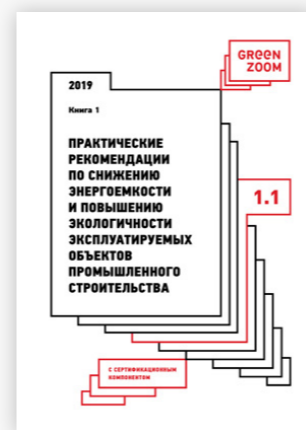 GREEN
ZOOM
2019
Книга 1
ПРАКТИЧЕСКИЕ
РЕКОМЕНДАЦИИ
ПО СНИЖЕНИЮ
ЭНЕРГОЕМКОСТИ
И ПОВЫШЕНИЮ
ЭКОЛОГИЧНОСТИ
ЭКСПЛУАТИРУЕМЫХ
ОБЪЕКТОВ
ПРОМЫШЛЕННОГО
СТРОИТЕЛЬСТВА
1.1
С СЕРТИФИКАЦИОННЫМ
КОМПОНЕНТОМ